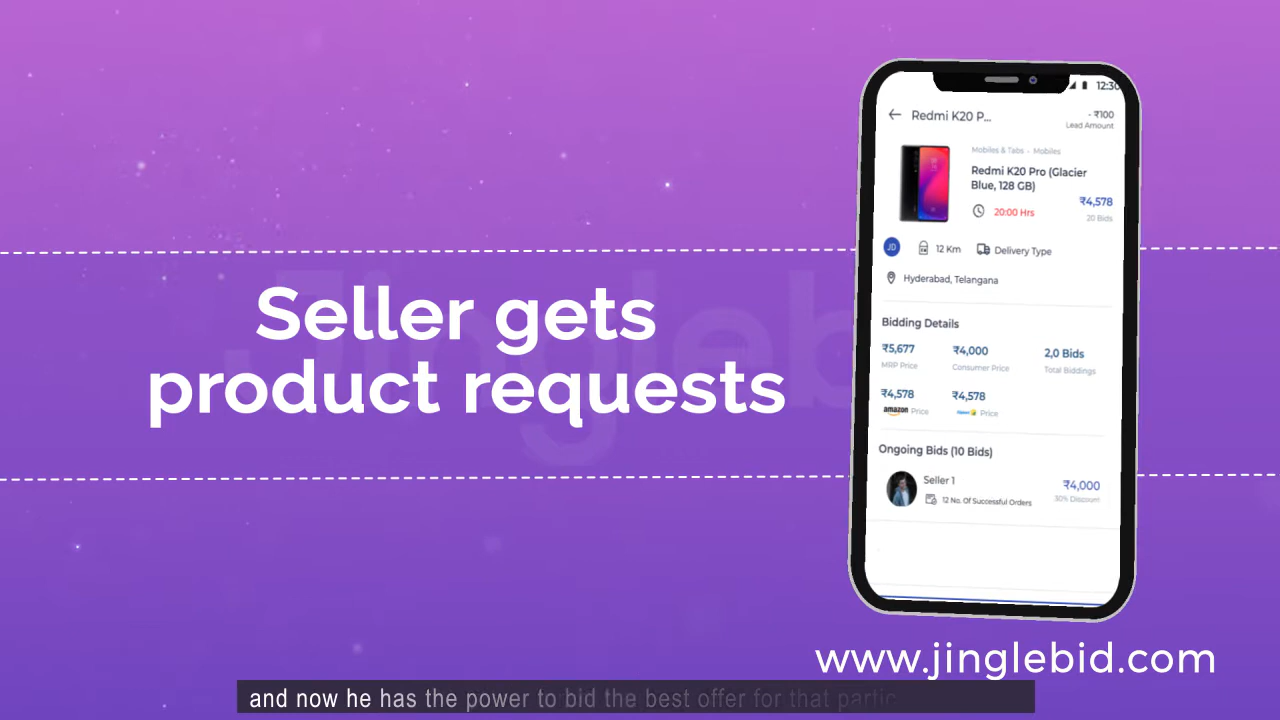 12:30
Redmi K20 P...
- ₹100
Lead Amount
Mobiles & Tabs - Mobiles
Redmi K20 Pro (Glacier
Blue, 128 GB)
₹4,578
20:00 Hrs
20 Bids
JD
12 Km
Delivery Type
Hyderabad, Telangana
Jingleb
Seller gets
product requests
Bidding Details
₹5,677
₹4,000
2,0 Bids
MRP Price
Consumer Price
Total Biddings
₹4,578
₹4,578
amazon Price
Price
Ongoing Bids (10 Bids)
Seller 1
₹4,000
12 No. Of Successful Orders
30% Discount
www.jinglebid.com
and now he has the power to bid the best offer for that partic